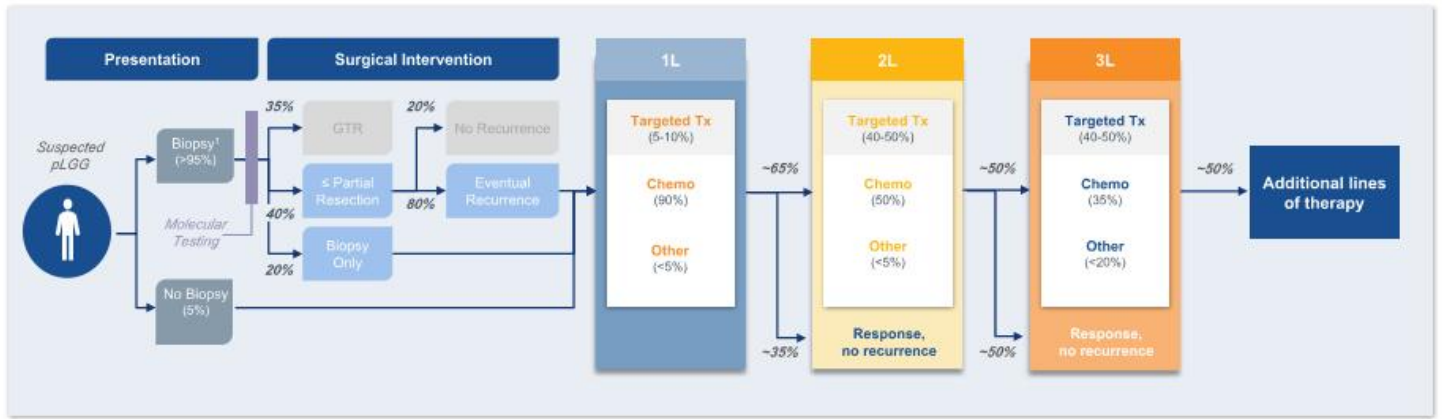 Presentation
Surgical Intervention
1L
2L
3L
Suspected
pLGG
Biopsy¹
(>95%)
Molecular
Testing
No Biopsy
(5%)
35%
GTR
40%
≤ Partial
Resection
20%
Biopsy
Only
20%
No Recurrence
80%
Eventual
Recurrence
Targeted Tx
(5-10%)
Chemo
(90%)
Other
(<5%)
~65%
~35%
Targeted Tx
(40-50%)
Chemo
(50%)
Other
(<5%)
Response,
no recurrence
~50%
~50%
Targeted Tx
(40-50%)
Chemo
(35%)
Other
(<20%)
Response,
no recurrence
~50%
Additional lines
of therapy